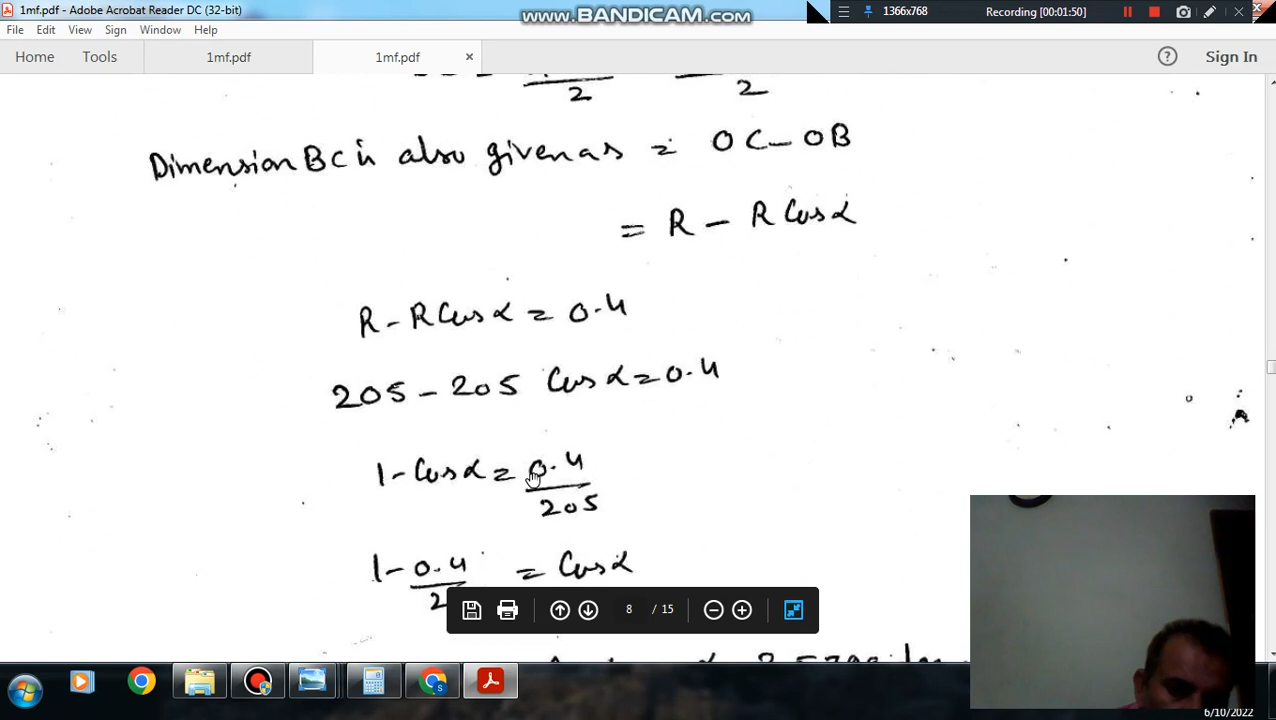 1mf.pdf - Adobe Acrobat Reader DC (32-bit)
www.BANDICAM.com
1366x768
Recording [00:01:50]
File Edit View Sign Window Help
Home Tools 1mf.pdf 1mf.pdf × Sign In
2 2
Dimension BC is also given as = OC - OB
= R - R Cos α
R - R Cos α = 0.4
205 - 205 Cos α = 0.4
1 - Cos α = 0.4/205
1 - 0.4/2 = Cos α
8 / 15
6/10/2022